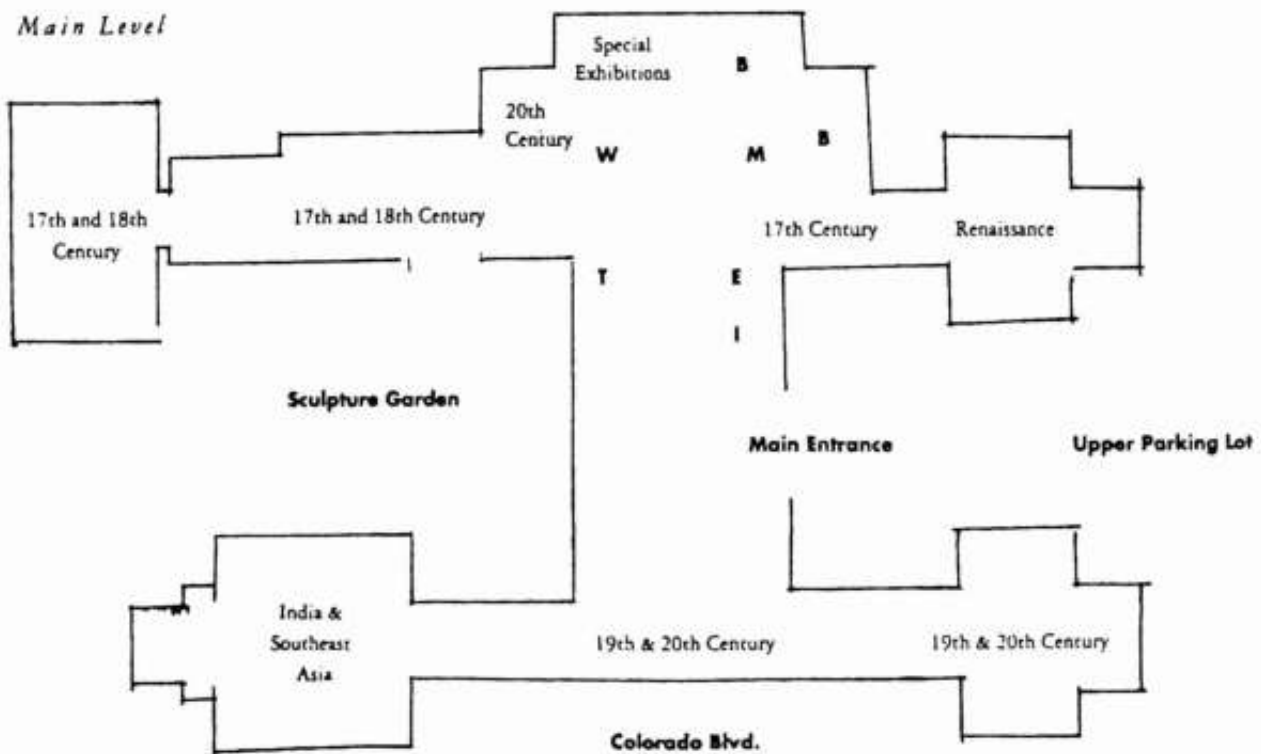 Main Level
Special
Exhibitions
B
20th
Century
W
M
B
17th and 18th
Century
17th and 18th Century
17th Century
Renaissance
T
E
I
Sculpture Garden
Main Entrance
Upper Parking Lot
India &
Southeast
Asia
19th & 20th Century
19th & 20th Century
Colorado Blvd.